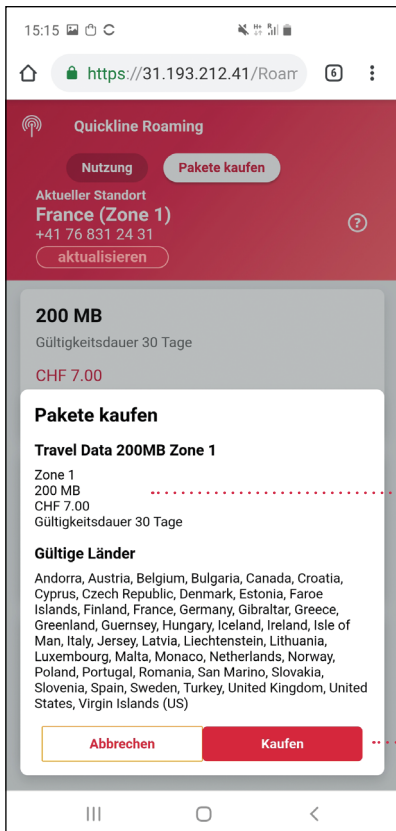 15:15
https://31.193.212.41/Roam
6
Quickline Roaming
Nutzung
Pakete kaufen
Aktueller Standort
France (Zone 1)
+41 76 831 24 31
aktualisieren
200 MB
Gültigkeitsdauer 30 Tage
CHF 7.00
Pakete kaufen
Travel Data 200MB Zone 1
Zone 1
200 MB
CHF 7.00
Gültigkeitsdauer 30 Tage
Gültige Länder
Andorra, Austria, Belgium, Bulgaria, Canada, Croatia,
Cyprus, Czech Republic, Denmark, Estonia, Faroe
Islands, Finland, France, Germany, Gibraltar, Greece,
Greenland, Guernsey, Hungary, Iceland, Ireland, Isle of
Man, Italy, Jersey, Latvia, Liechtenstein, Lithuania,
Luxembourg, Malta, Monaco, Netherlands, Norway,
Poland, Portugal, Romania, San Marino, Slovakia,
Slovenia, Spain, Sweden, Turkey, United Kingdom, United
States, Virgin Islands (US)
Abbrechen
Kaufen